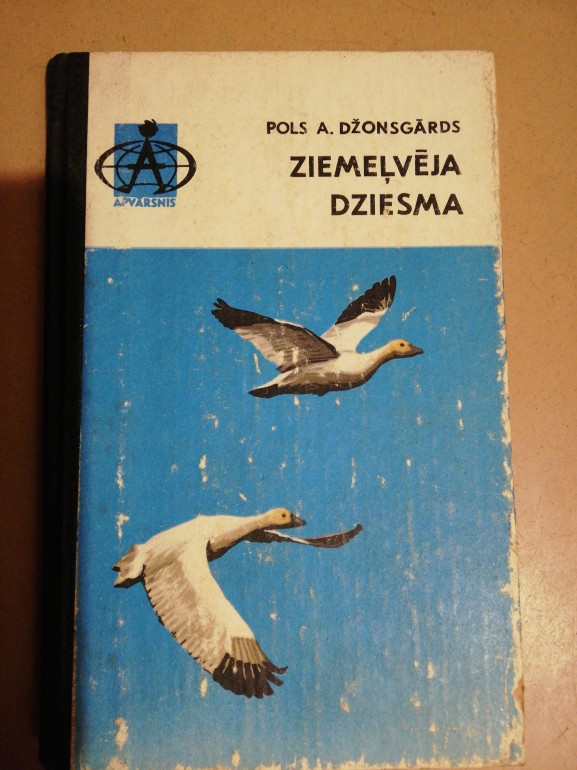 POLS A. DŽONSGĀRDS
ZIEMEĻVĒJA
DZIESMA
APVĀRSNIS